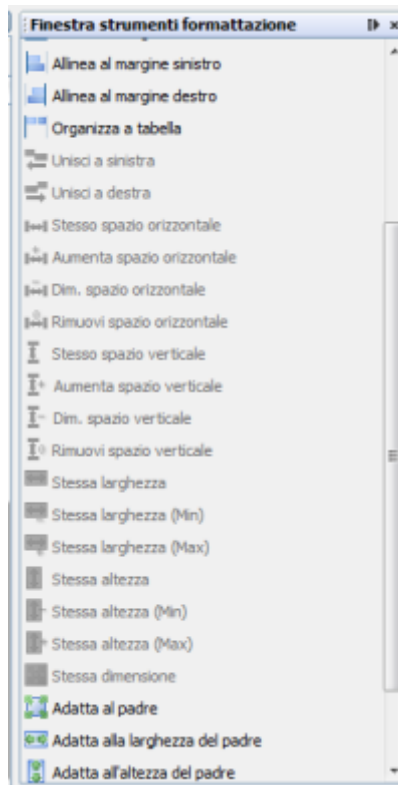 Finestra strumenti formattazione
Allinea al margine sinistro
Allinea al margine destro
Organizza a tabella
Unisci a sinistra
Unisci a destra
Stesso spazio orizzontale
Aumenta spazio orizzontale
Dim. spazio orizzontale
Rimuovi spazio orizzontale
Stesso spazio verticale
Aumenta spazio verticale
Dim. spazio verticale
Rimuovi spazio verticale
Stessa larghezza
Stessa larghezza (Min)
Stessa larghezza (Max)
Stessa altezza
Stessa altezza (Min)
Stessa altezza (Max)
Stessa dimensione
Adatta al padre
Adatta alla larghezza del padre
Adatta all'altezza del padre